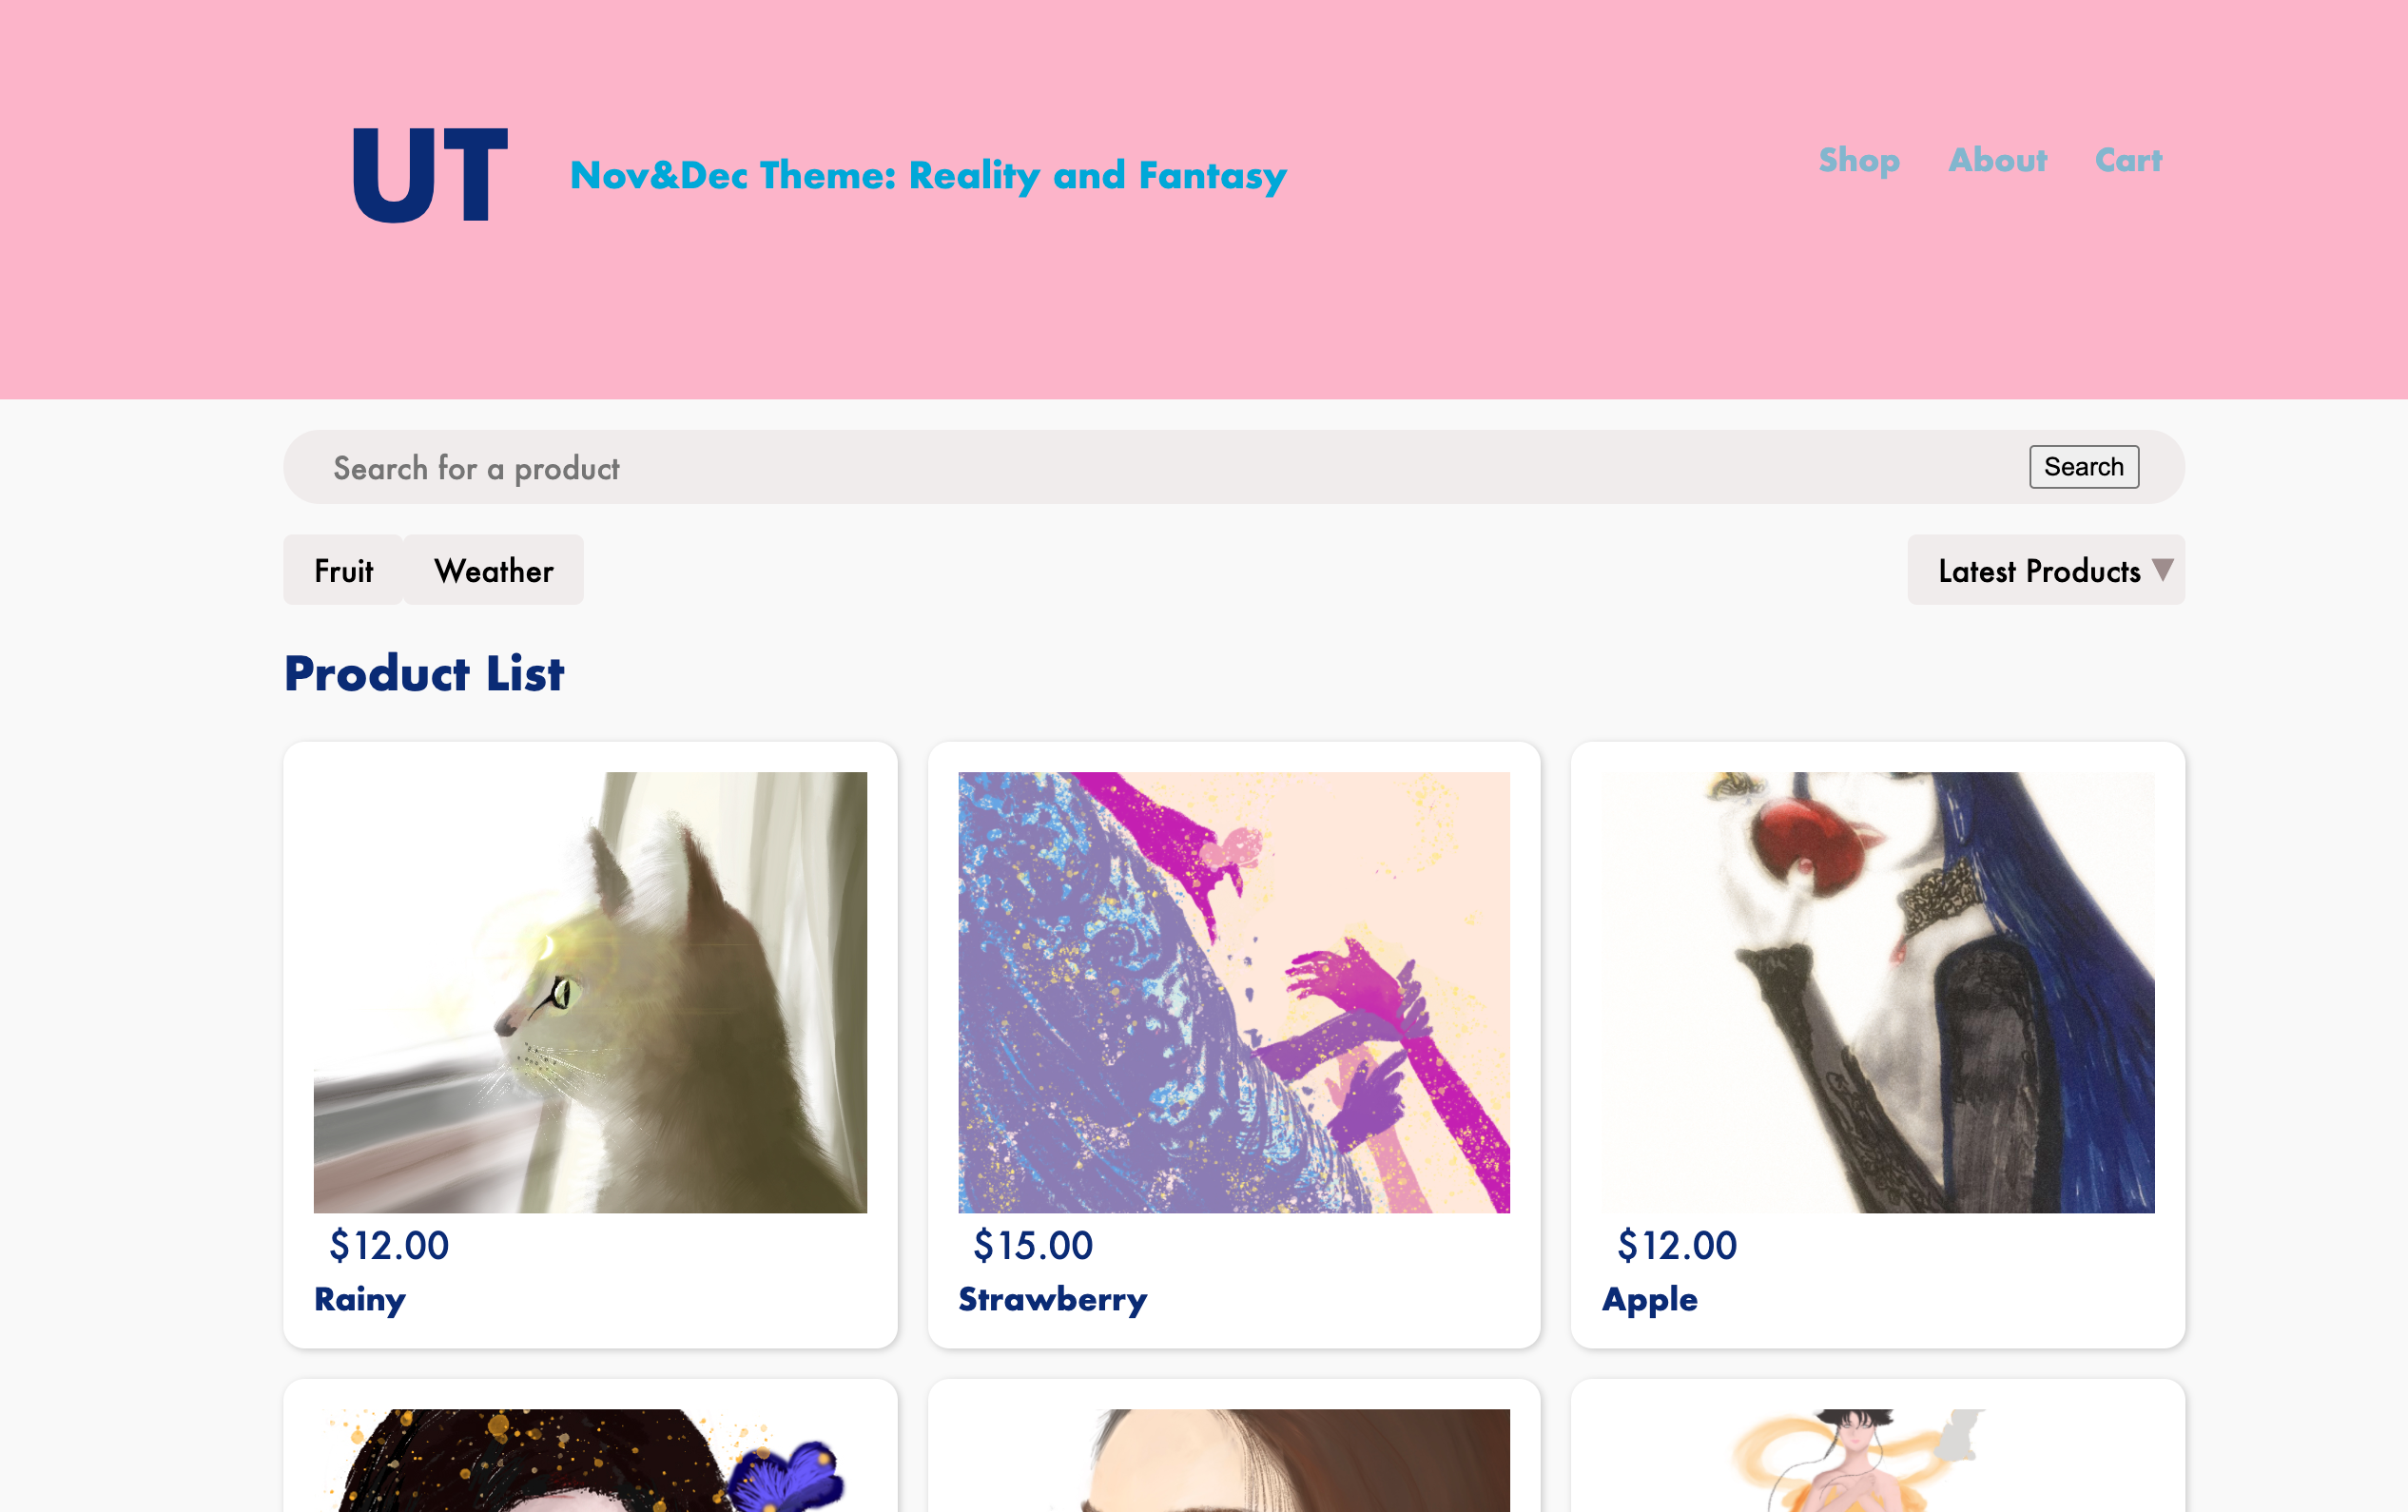 UT
Nov&Dec Theme: Reality and Fantasy
Shop About Cart
Search for a product
Search
Fruit Weather
Latest Products ▼
Product List
$12.00
Rainy
$15.00
Strawberry
$12.00
Apple